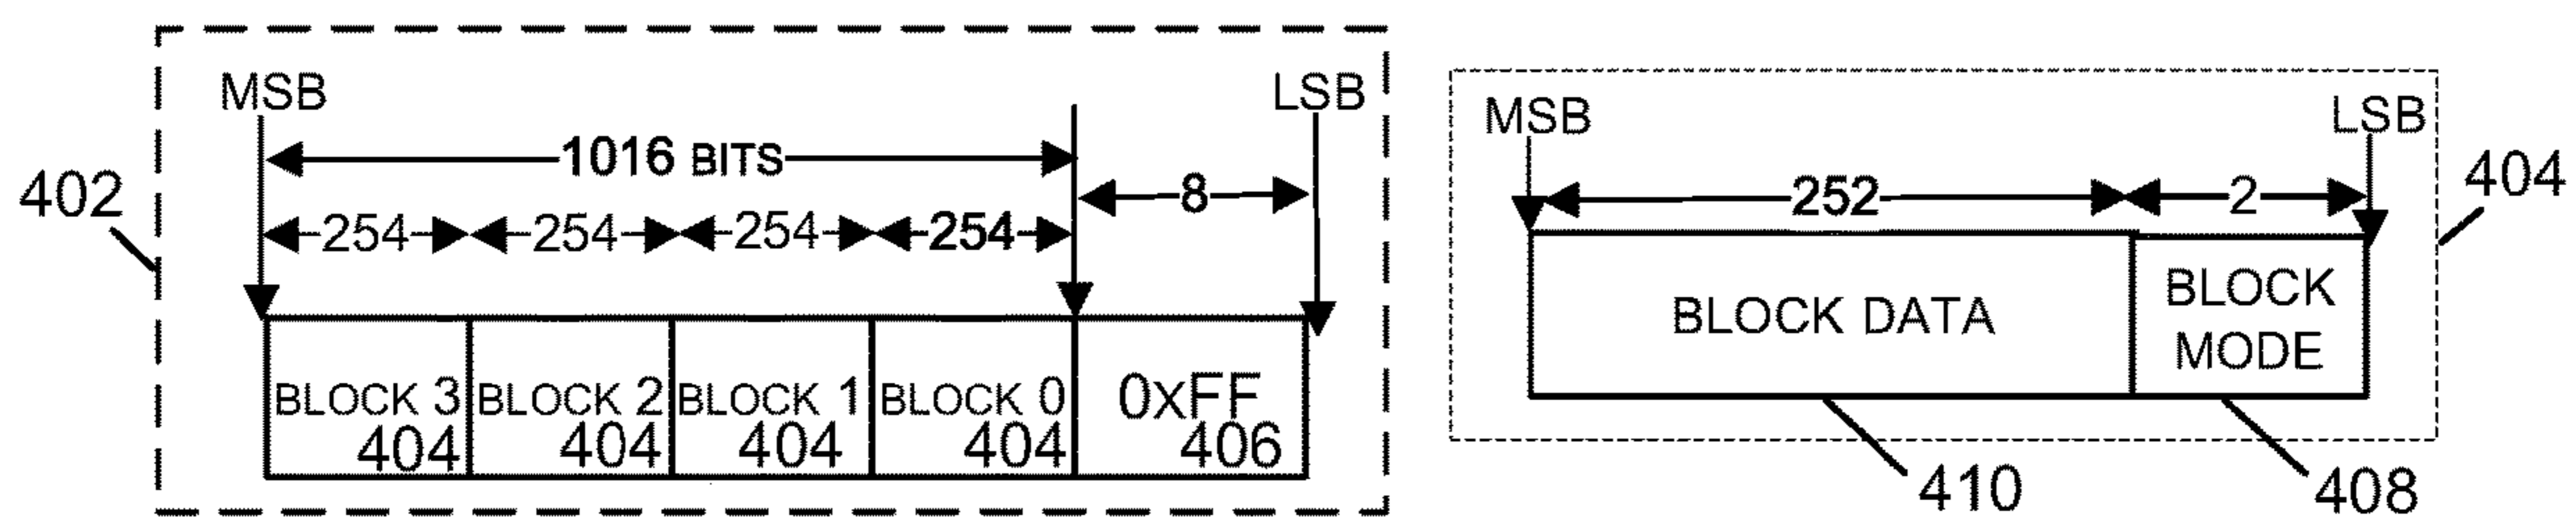 MSB
LSB
1016 BITS
8
402
254 254 254 254
BLOCK 3 BLOCK 2 BLOCK 1 BLOCK 0 0XFF
404 404 404 404 406
MSB
LSB
404
252 2
BLOCK DATA
BLOCK
MODE
410
408